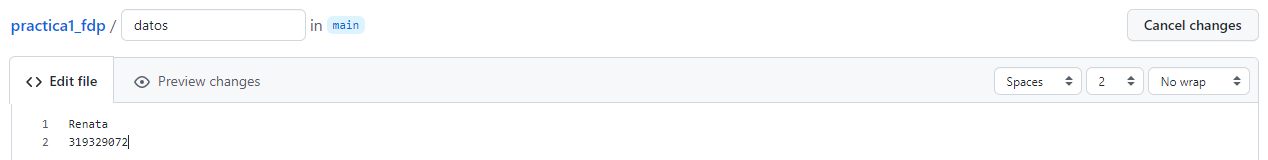 practica1_fdp / datos in main Cancel changes
Edit file Preview changes Spaces 2 No wrap
1 Renata
2 319329072